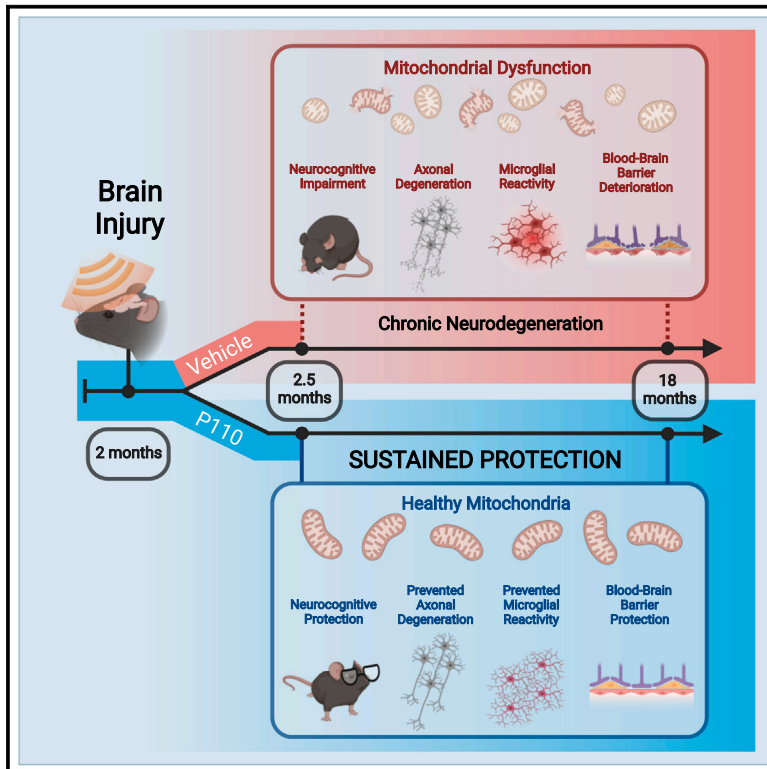 Mitochondrial Dysfunction
Neurocognitive
Impairment
Axonal
Degeneration
Microglial
Reactivity
Blood-Brain
Barrier
Deterioration
Brain
Injury
Vehicle
Chronic Neurodegeneration
2.5
months
18
months
2 months
P110
SUSTAINED PROTECTION
Healthy Mitochondria
Neurocognitive
Protection
Prevented
Axonal
Degeneration
Prevented
Microglial
Reactivity
Blood-Brain
Barrier
Protection